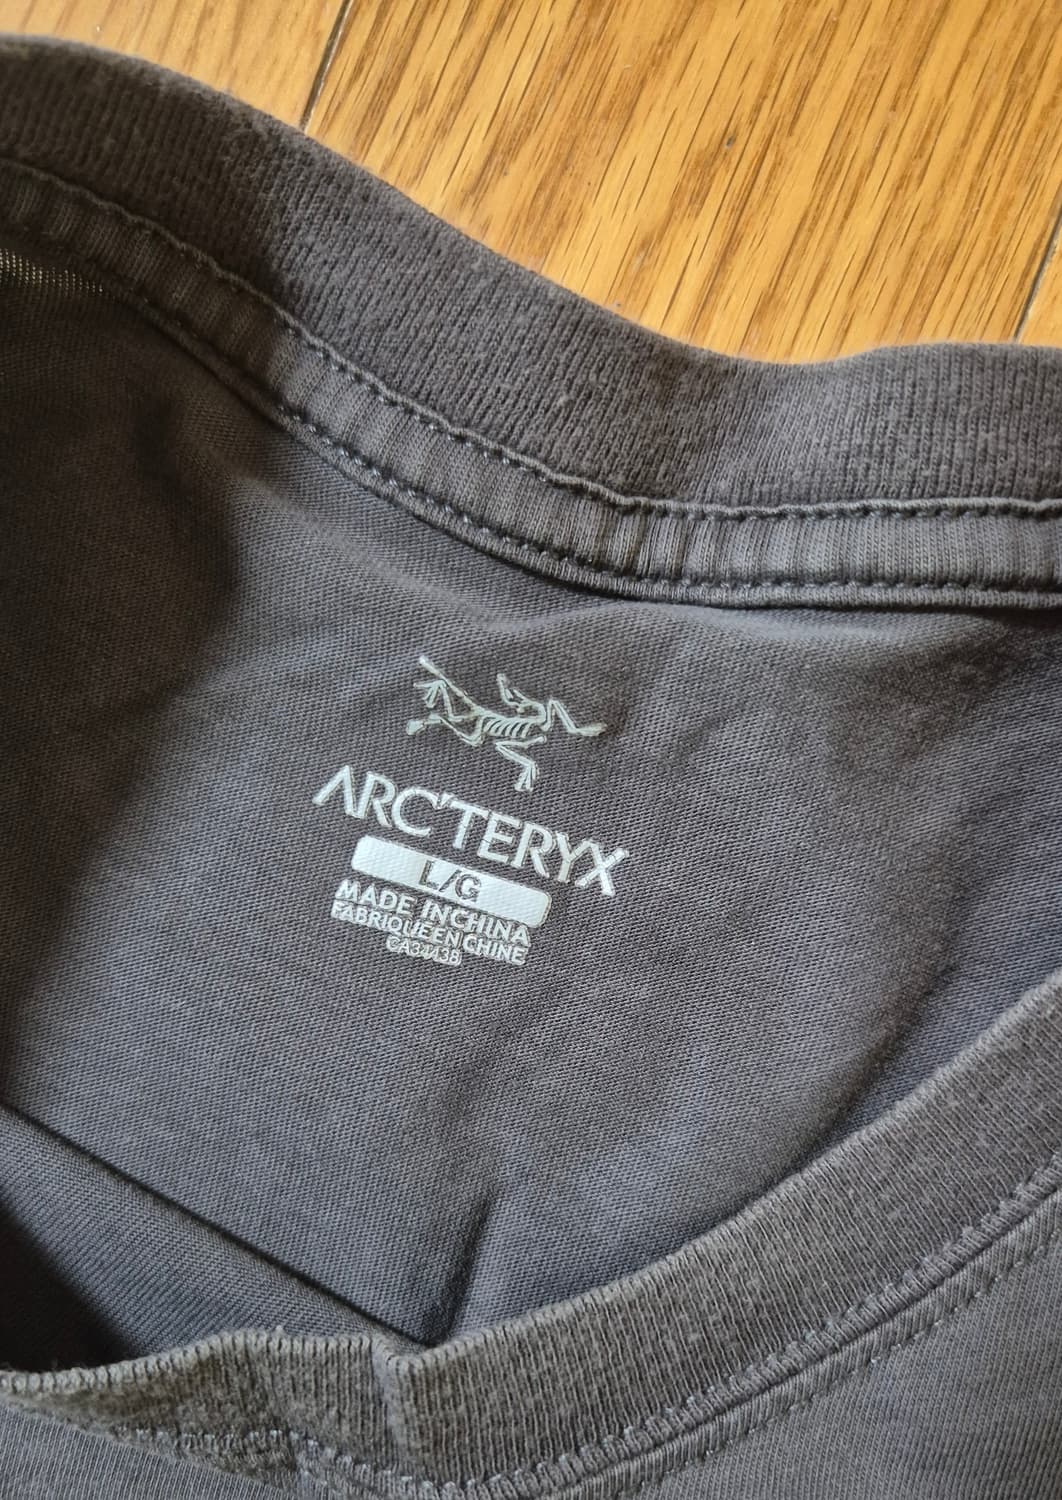 ARC'TERYX
L/G
MADE IN CHINA
FABRIQUE EN CHINE
CA34438